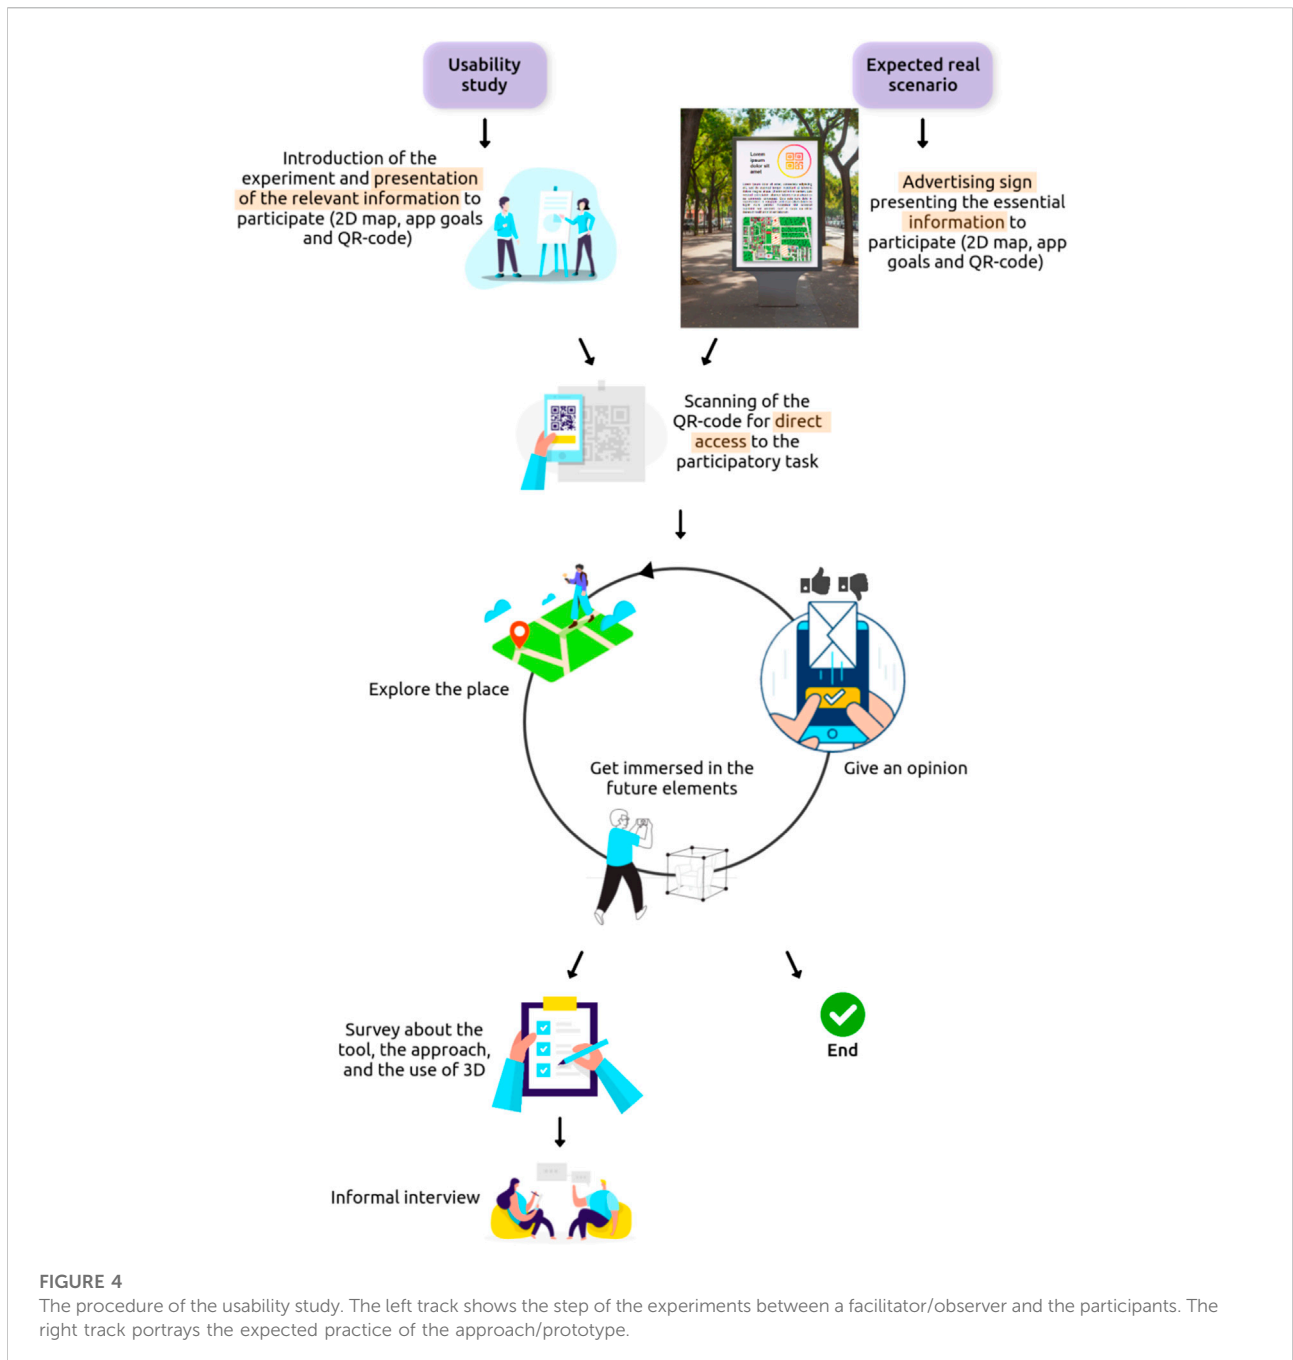 Usability
study
Expected real
scenario
Introduction of the
experiment and presentation
of the relevant information to
participate (2D map, app goals
and QR-code)
Lorem
ipsum
dolor sit
amet
Advertising sign
presenting the essential
information to
participate (2D map, app
goals and QR-code)
Scanning of the
QR-code for direct
access to the
participatory task
Explore the place
Get immersed in the
future elements
Give an opinion
Survey about the
tool, the approach,
and the use of 3D
End
Informal interview
FIGURE 4
The procedure of the usability study. The left track shows the step of the experiments between a facilitator/observer and the participants. The
right track portrays the expected practice of the approach/prototype.